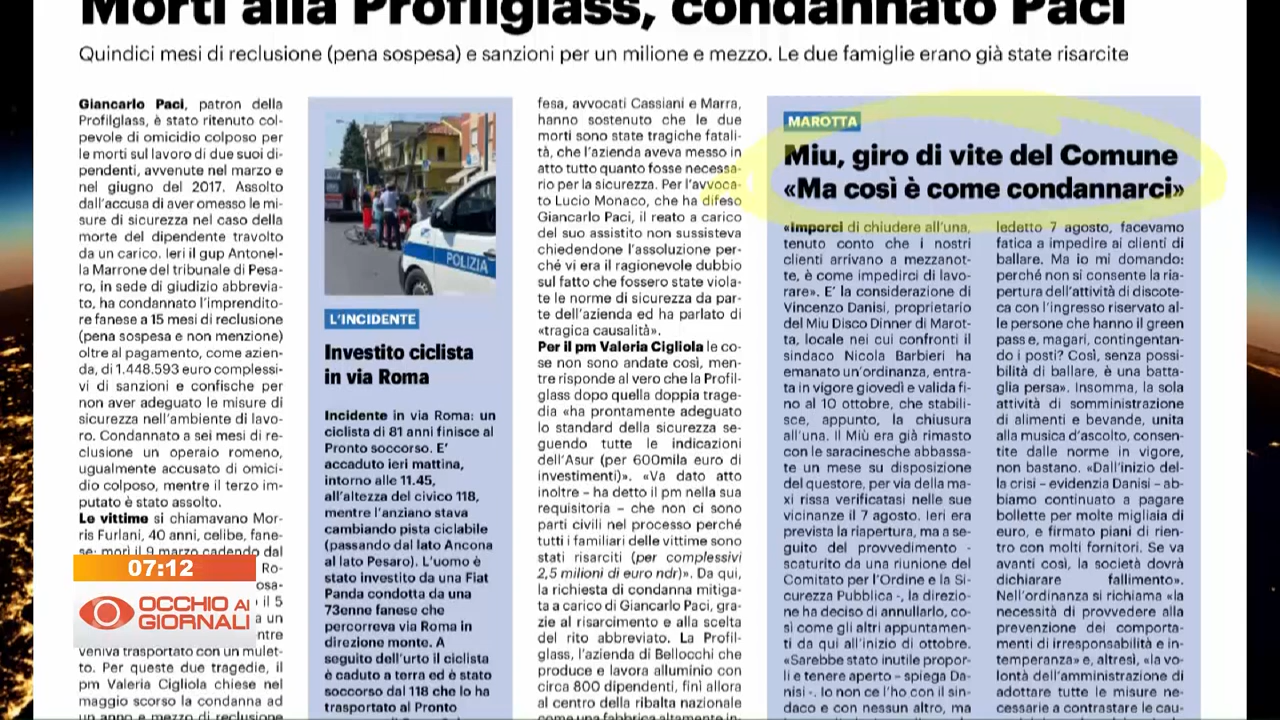 Morti alla Profilglass, condannato Paci
Quindici mesi di reclusione (pena sospesa) e sanzioni per un milione e mezzo. Le due famiglie erano già state risarcite
Giancarlo Paci, patron della
Profilglass, è stato ritenuto col-
pevole di omicidio colposo per
le morti sul lavoro di due suoi di-
pendenti, avvenute nel marzo e
nel giugno del 2017. Assolto
dall'accusa di aver omesso le mi-
sure di sicurezza nel caso della
morte del dipendente travolto
da un carico. Ieri il gup Antonel-
la Marrone del tribunale di Pesa-
ro, in sede di giudizio abbrevia-
to, ha condannato l'imprendito-
re fanese a 15 mesi di reclusione
(pena sospesa e non menzione)
oltre al pagamento, come azien-
da, di 1.448.593 euro complessi-
vi di sanzioni e confische per
non aver adeguato le misure di
sicurezza nell'ambiente di lavo-
ro. Condannato a sei mesi di re-
clusione un operaio romeno,
ugualmente accusato di omici-
dio colposo, mentre il terzo im-
putato è stato assolto.
Le vittime si chiamavano Mor-
ris Furlani, 40 anni, celibe, fane-
se: morì il 9 marzo cadendo dal
Ro-
osa-
il 5
a un
ntre
veniva trasportato con un mulet-
to. Per queste due tragedie, il
pm Valeria Cigliola chiese nel
maggio scorso la condanna ad
un anno e mezzo di reclusione
07:12
OCCHIO AI
GIORNALI
POLIZIA
L'INCIDENTE
Investito ciclista
in via Roma
Incidente in via Roma: un
ciclista di 81 anni finisce al
Pronto soccorso. E'
accaduto ieri mattina,
intorno alle 11.45,
all'altezza del civico 118,
mentre l'anziano stava
cambiando pista ciclabile
(passando dal lato Ancona
al lato Pesaro). L'uomo è
stato investito da una Fiat
Panda condotta da una
73enne fanese che
percorreva via Roma in
direzione monte. A
seguito dell'urto il ciclista
è caduto a terra ed è stato
soccorso dal 118 che lo ha
trasportato al Pronto
fesa, avvocati Cassiani e Marra,
hanno sostenuto che le due
morti sono state tragiche fatali-
tà, che l'azienda aveva messo in
atto tutto quanto fosse necessa-
rio per la sicurezza. Per l'avvoca-
to Lucio Monaco, che ha difeso
Giancarlo Paci, il reato a carico
del suo assistito non sussisteva
chiedendone l'assoluzione per-
ché vi era il ragionevole dubbio
sul fatto che fossero state viola-
te le norme di sicurezza da par-
te dell'azienda ed ha parlato di
«tragica causalità».
Per il pm Valeria Cigliola le co-
se non sono andate così, men-
tre risponde al vero che la Profil-
glass dopo quella doppia trage-
dia «ha prontamente adeguato
lo standard della sicurezza se-
guendo tutte le indicazioni
dell'Asur (per 600mila euro di
investimenti)». «Va dato atto
inoltre – ha detto il pm nella sua
requisitoria – che non ci sono
parti civili nel processo perché
tutti i familiari delle vittime sono
stati risarciti (per complessivi
2,5 milioni di euro ndr)». Da qui,
la richiesta di condanna mitiga-
ta a carico di Giancarlo Paci, gra-
zie al risarcimento e alla scelta
del rito abbreviato. La Profil-
glass, l'azienda di Bellocchi che
produce e lavora alluminio con
circa 800 dipendenti, finì allora
al centro della ribalta nazionale
come una fabbrica altamente in-
MAROTTA
Miu, giro di vite del Comune
«Ma così è come condannarci»
«Imporci di chiudere all'una,
tenuto conto che i nostri
clienti arrivano a mezzanot-
te, è come impedirci di lavo-
rare». E' la considerazione di
Vincenzo Danisi, proprietario
del Miu Disco Dinner di Marot-
ta, locale nei cui confronti il
sindaco Nicola Barbieri ha
emanato un'ordinanza, entra-
ta in vigore giovedì e valida fi-
no al 10 ottobre, che stabili-
sce, appunto, la chiusura
all'una. Il Miù era già rimasto
con le saracinesche abbassa-
te un mese su disposizione
del questore, per via della ma-
xi rissa verificatasi nelle sue
vicinanze il 7 agosto. Ieri era
prevista la riapertura, ma a se-
guito del provvedimento -
scaturito da una riunione del
Comitato per l'Ordine e la Si-
curezza Pubblica -, la direzio-
ne ha deciso di annullarlo, co-
sì come gli altri appuntamen-
ti da qui all'inizio di ottobre.
«Sarebbe stato inutile propor-
li e tenere aperto – spiega Da-
nisi -. Io non ce l'ho con il sin-
daco e con nessun altro, ma
ledetto 7 agosto, facevamo
fatica a impedire ai clienti di
ballare. Ma io mi domando:
perché non si consente la ria-
pertura dell'attività di discote-
ca con l'ingresso riservato al-
le persone che hanno il green
pass e, magari, contingentan-
do i posti? Così, senza possi-
bilità di ballare, è una batta-
glia persa». Insomma, la sola
attività di somministrazione
di alimenti e bevande, unita
alla musica d'ascolto, consen-
tite dalle norme in vigore,
non bastano. «Dall'inizio del-
la crisi – evidenzia Danisi – ab-
biamo continuato a pagare
bollette per molte migliaia di
euro, e firmato piani di rien-
tro con molti fornitori. Se va
avanti così, la società dovrà
dichiarare fallimento».
Nell'ordinanza si richiama «la
necessità di provvedere alla
prevenzione dei comporta-
menti di irresponsabilità e in-
temperanza» e, altresì, «la vo-
lontà dell'amministrazione di
adottare tutte le misure ne-
cessarie a contrastare le cau-